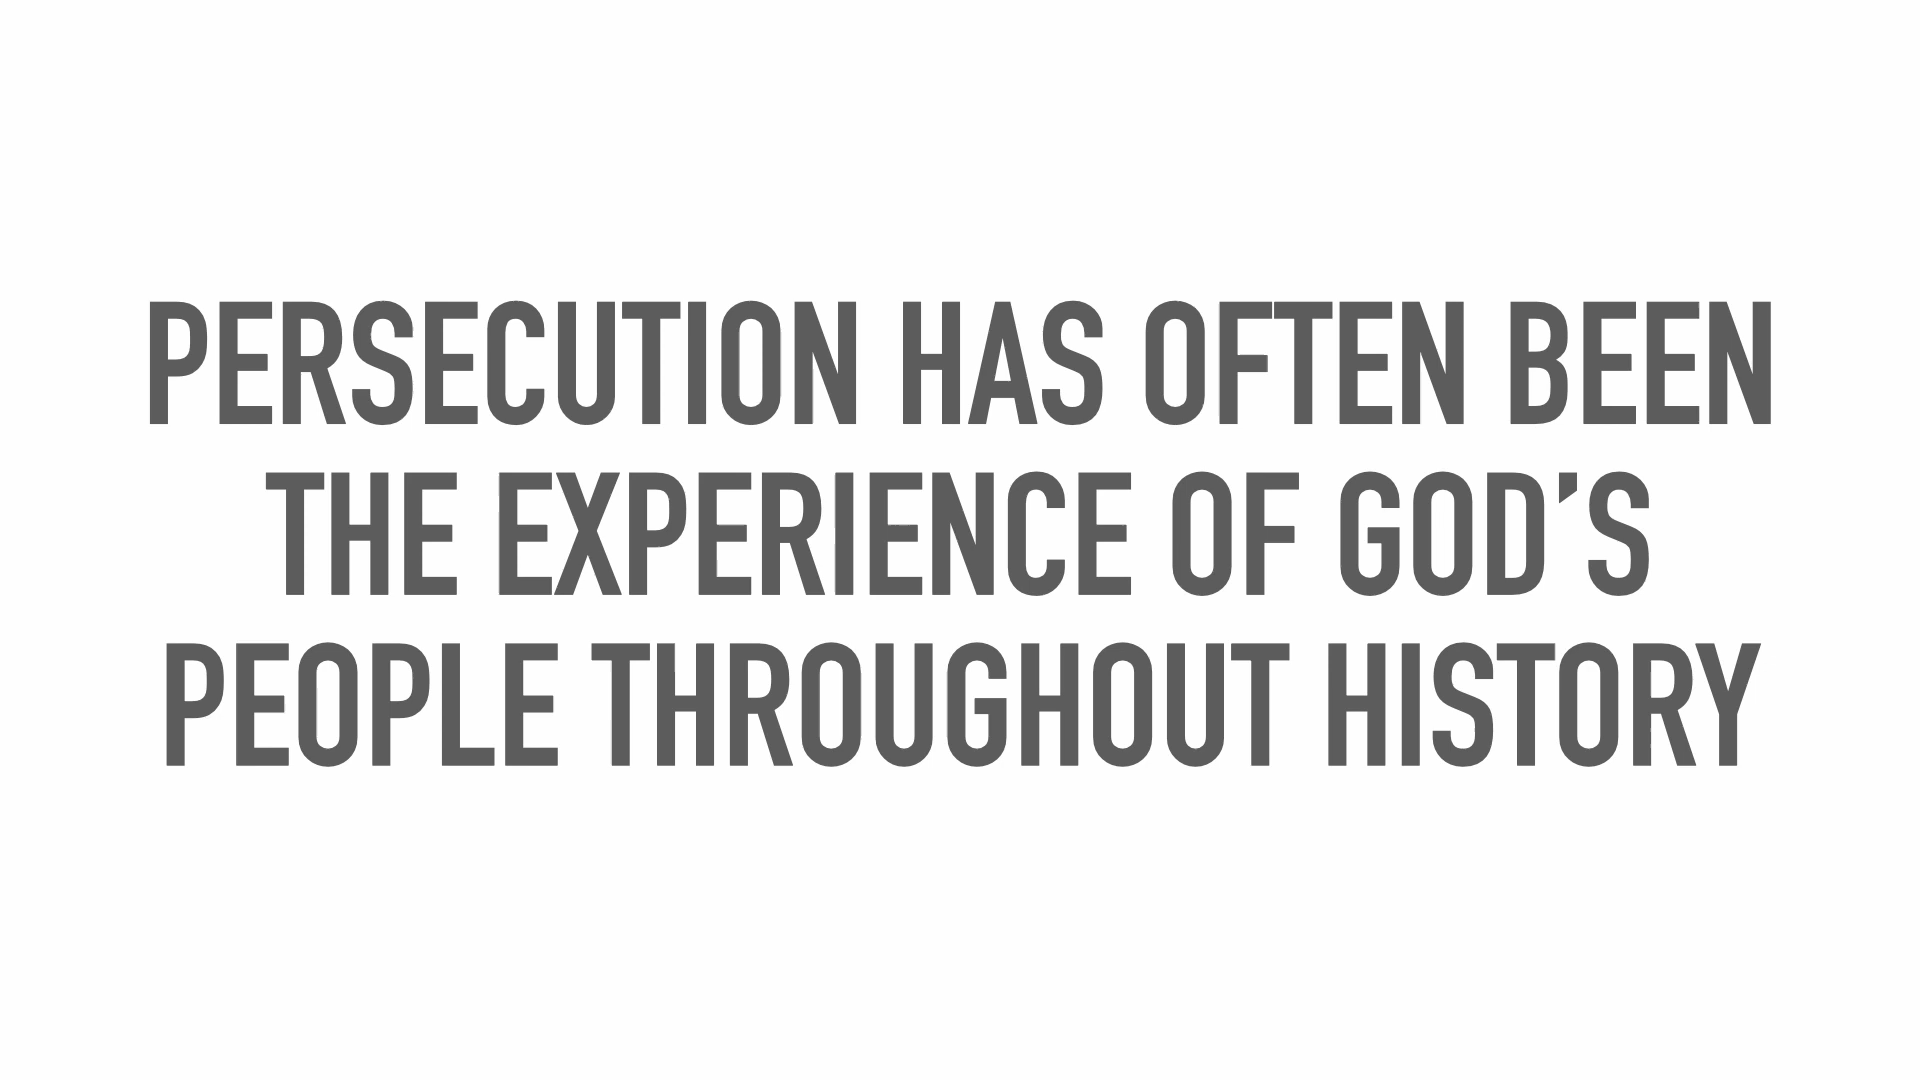 PERSECUTION HAS OFTEN BEEN
THE EXPERIENCE OF GOD’S
PEOPLE THROUGHOUT HISTORY